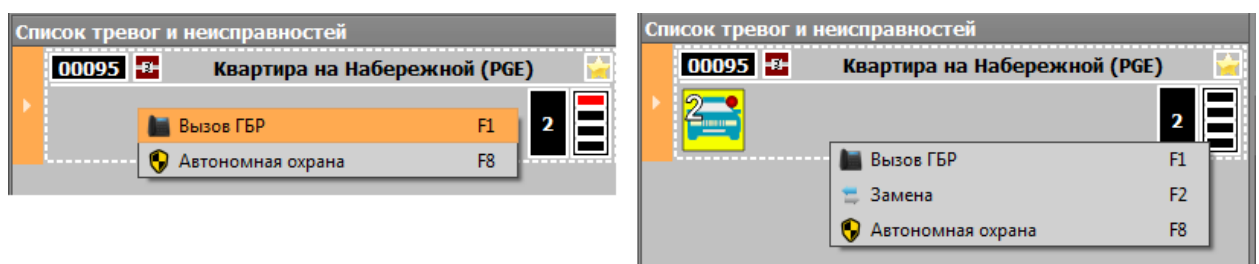 Список тревог и неисправностей
00095 Квартира на Набережной (PGE)
2
Вызов ГБР F1
Автономная охрана F8
Список тревог и неисправностей
00095 Квартира на Набережной (PGE)
2 2
Вызов ГБР F1
Замена F2
Автономная охрана F8